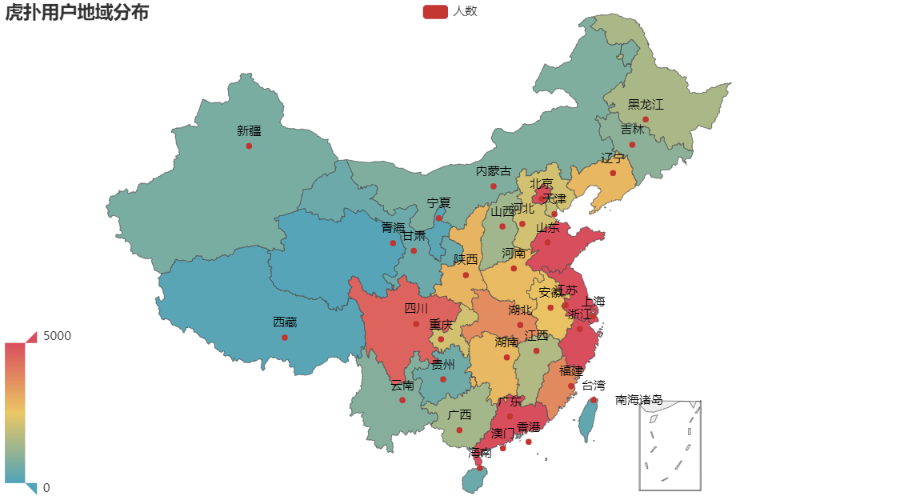 虎扑用户地域分布
人数
黑龙江
吉林
新疆
辽宁
内蒙古
北京
天津
宁夏
山西
河北
青海
甘肃
山东
河南
陕西
安徽
江苏
上海
西藏
四川
湖北
浙江
重庆
湖南
江西
贵州
福建
云南
台湾
南海诸岛
广东
广西
香港
澳门
海南
5000
0